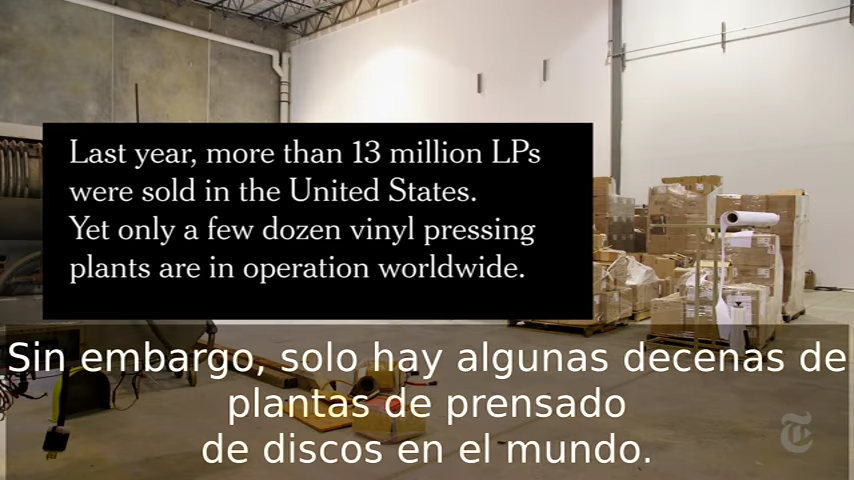 Last year, more than 13 million LPs
were sold in the United States.
Yet only a few dozen vinyl pressing
plants are in operation worldwide.
Sin embargo, solo hay algunas decenas de
plantas de prensado
de discos en el mundo.